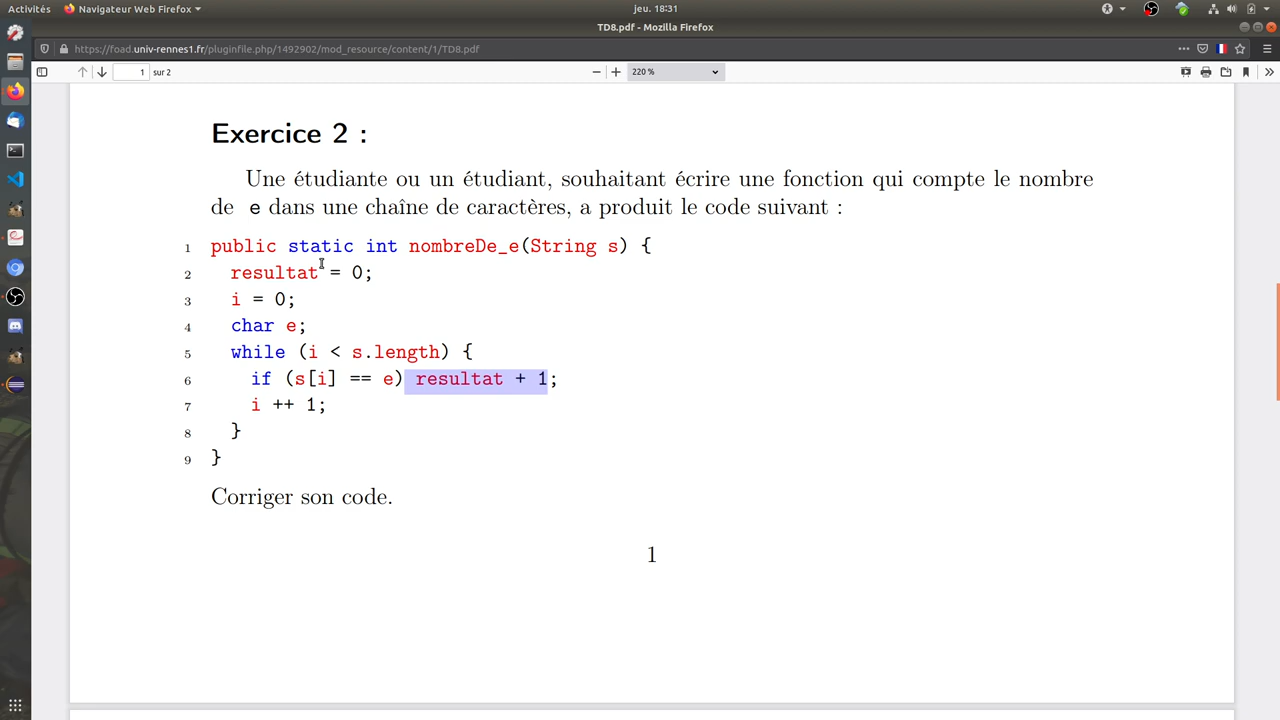 Activités Navigateur Web Firefox jeu. 18:31
TD8.pdf - Mozilla Firefox
https://foad.univ-rennes1.fr/pluginfile.php/1492902/mod_resource/content/1/TD8.pdf
1 sur 2 220 %
Exercice 2 :
Une étudiante ou un étudiant, souhaitant écrire une fonction qui compte le nombre
de e dans une chaîne de caractères, a produit le code suivant :
1 public static int nombreDe_e(String s) {
2 resultat = 0;
3 i = 0;
4 char e;
5 while (i < s.length) {
6 if (s[i] == e) resultat + 1;
7 i ++ 1;
8 }
9 }
Corriger son code.
1